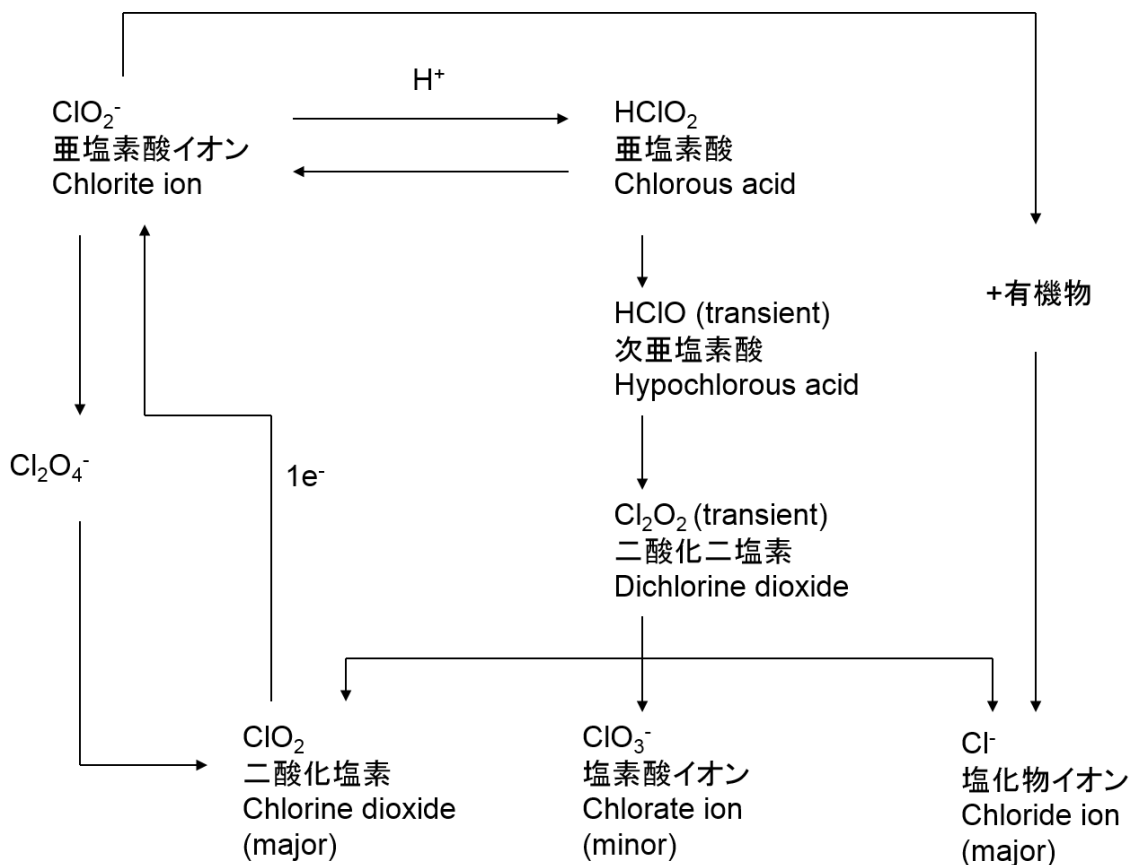 H⁺
ClO₂⁻
亜塩素酸イオン
Chlorite ion
HClO₂
亜塩素酸
Chlorous acid
+有機物
HClO (transient)
次亜塩素酸
Hypochlorous acid
Cl₂O₄⁻
1e⁻
Cl₂O₂ (transient)
二酸化二塩素
Dichlorine dioxide
ClO₂
二酸化塩素
Chlorine dioxide
(major)
ClO₃⁻
塩素酸イオン
Chlorate ion
(minor)
Cl⁻
塩化物イオン
Chloride ion
(major)